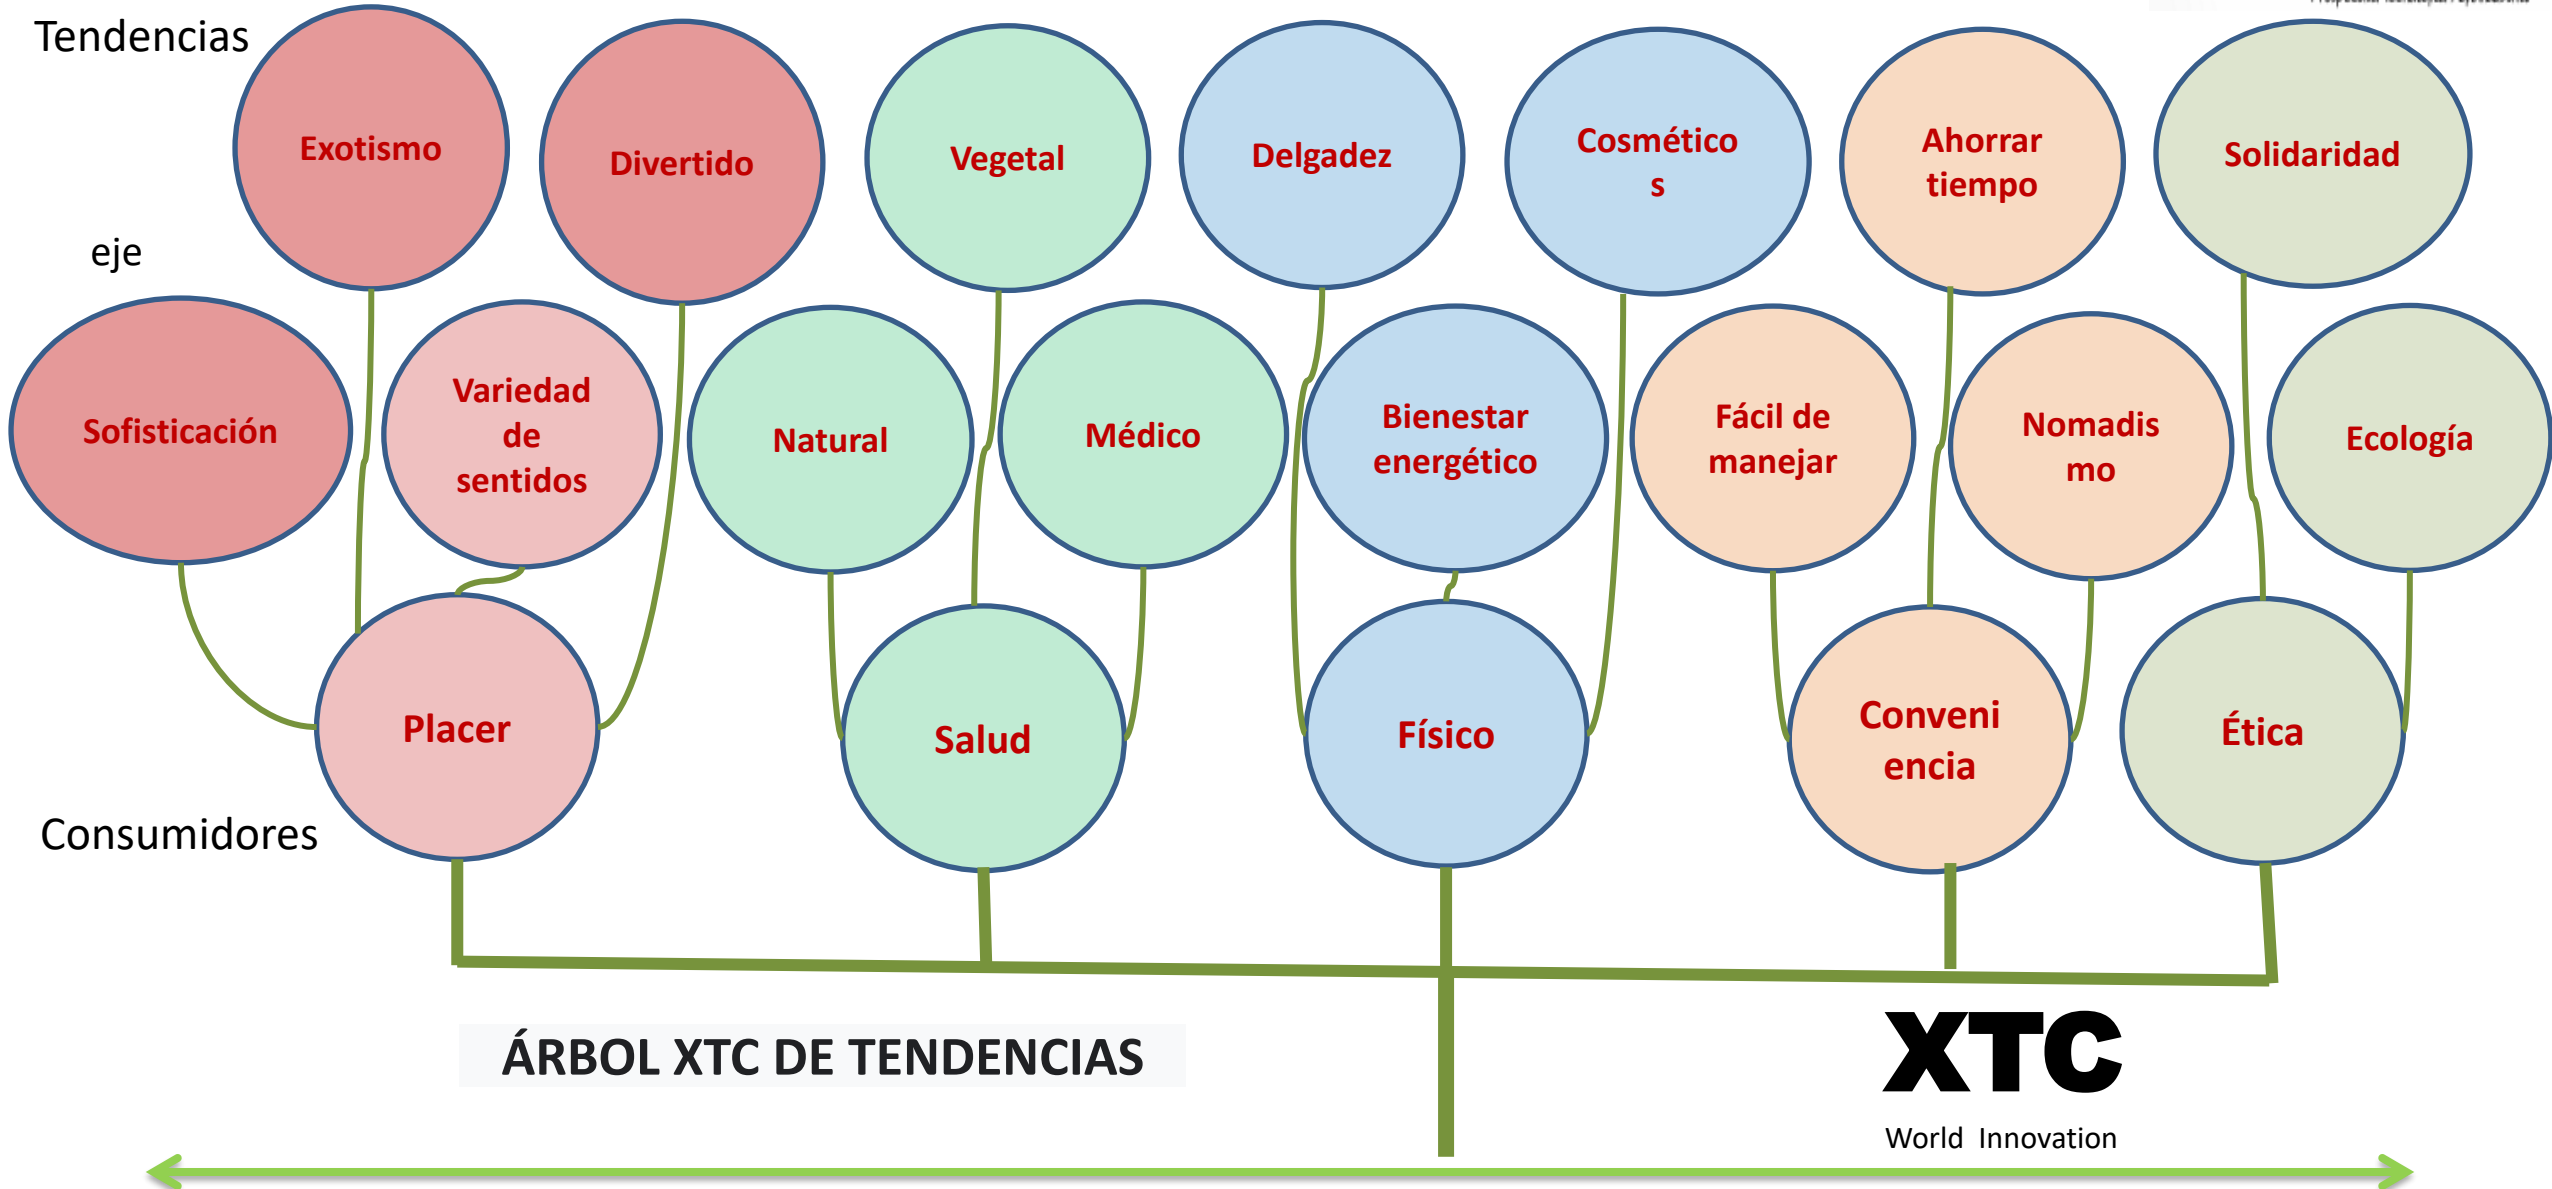 Tendencias
Exotismo
Divertido
Vegetal
Delgadez
Cosmético
s
Ahorrar
tiempo
Solidaridad
eje
Sofisticación
Variedad
de
sentidos
Natural
Médico
Bienestar
energético
Fácil de
manejar
Nomadis
mo
Ecología
Placer
Salud
Físico
Conveni
encia
Ética
Consumidores
ÁRBOL XTC DE TENDENCIAS
XTC
World Innovation